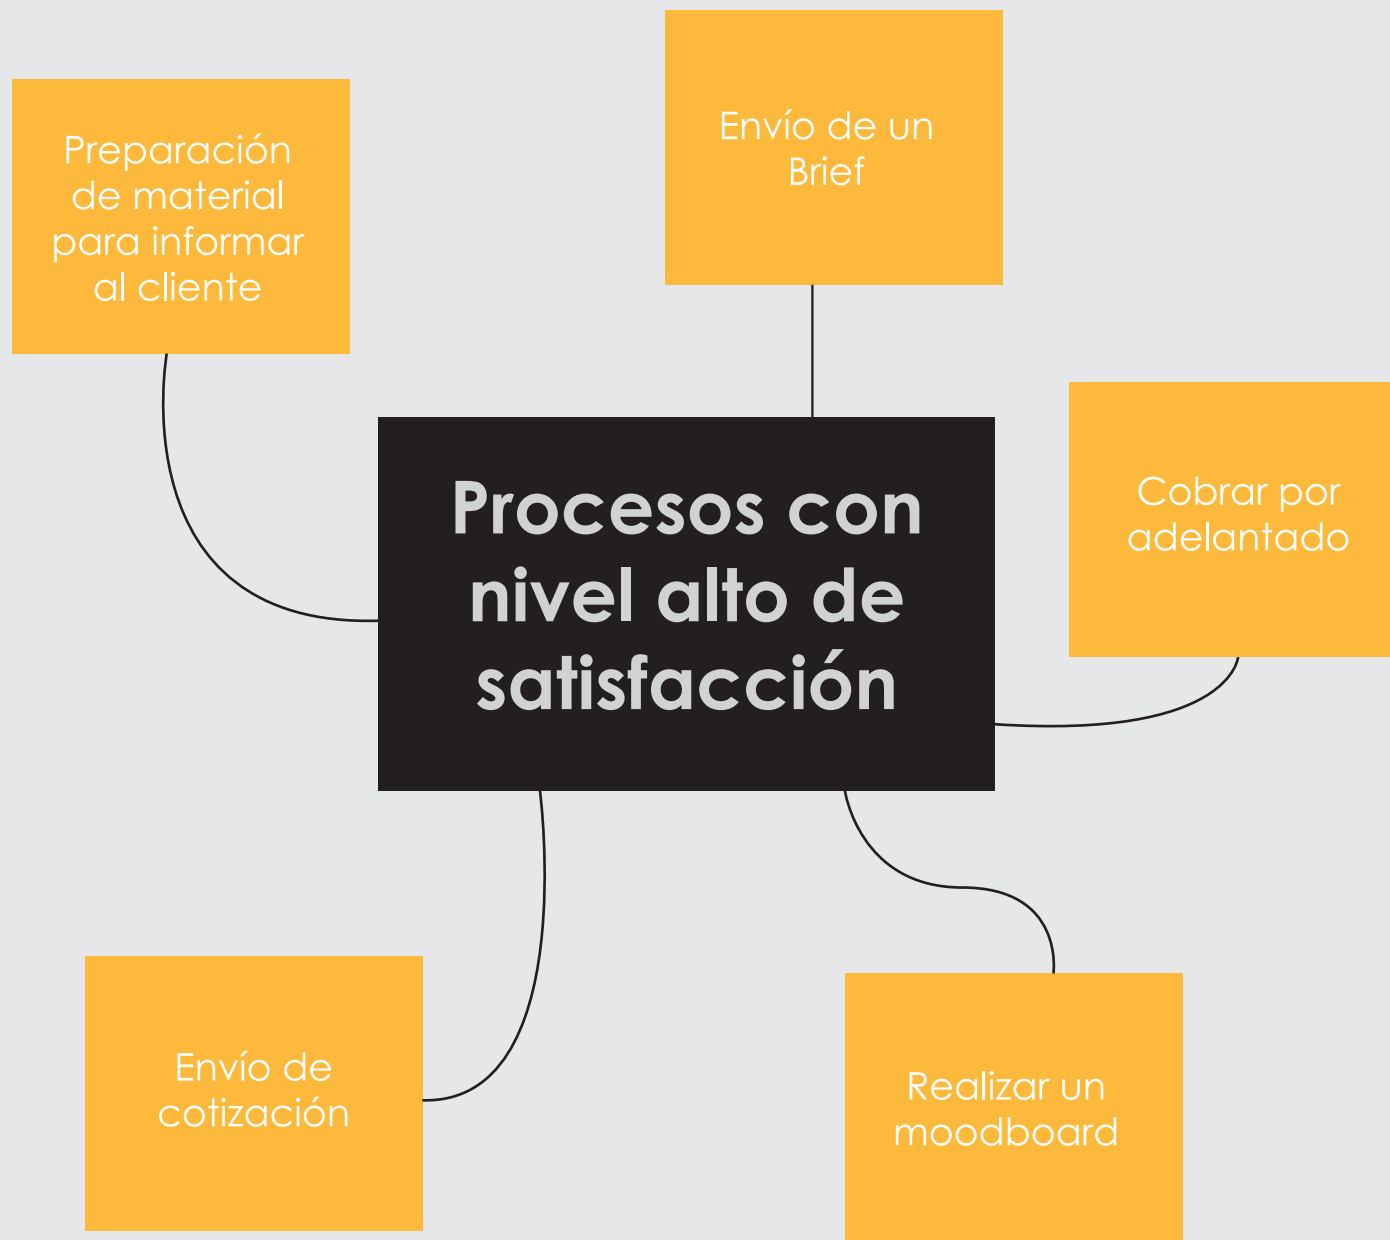 Envío de un
Brief
Preparación
de material
para informar
al cliente
Cobrar por
adelantado
Procesos con
nivel alto de
satisfacción
Envío de
cotización
Realizar un
moodboard